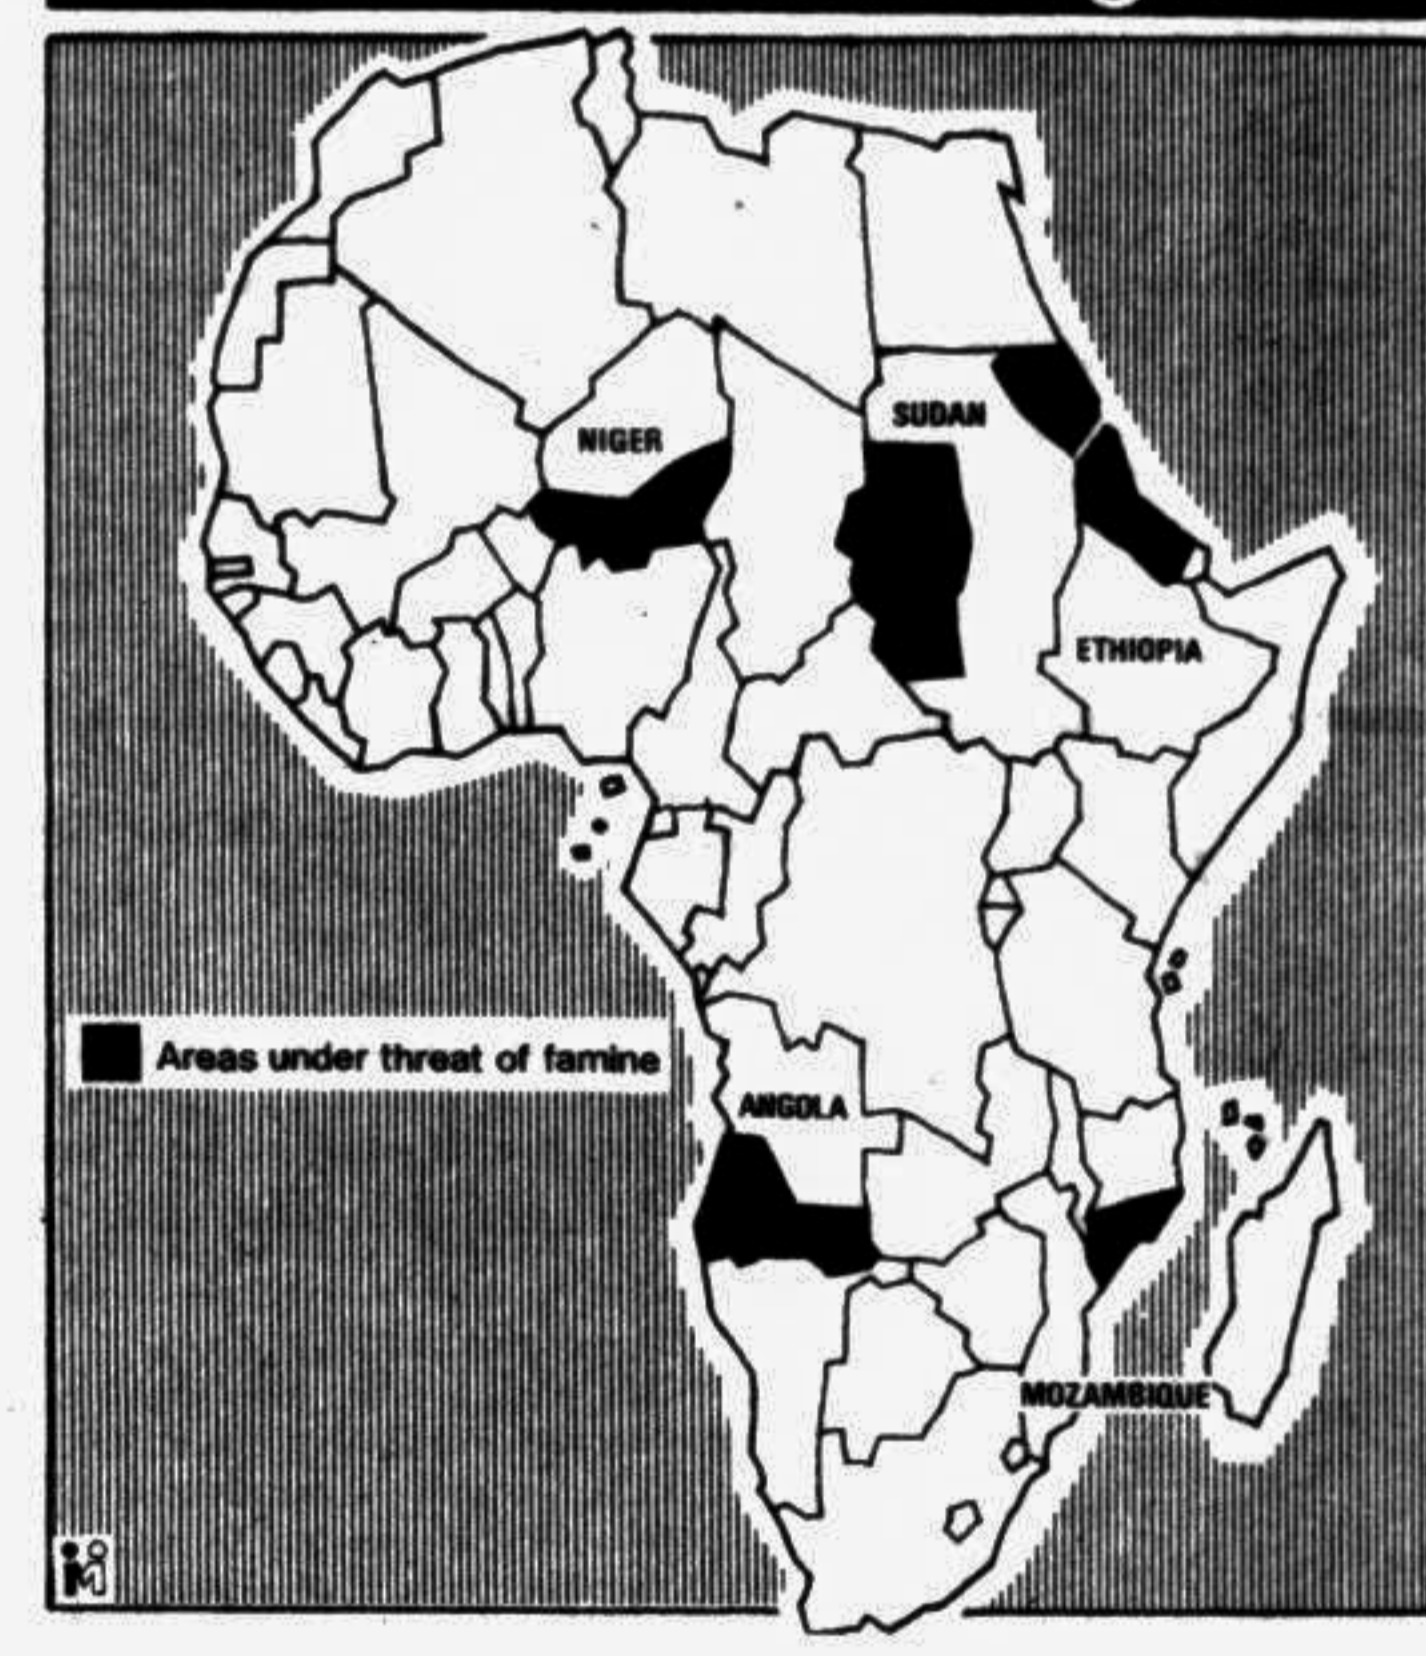 NIGER
SUDAN
ETHIOPIA
Areas under threat of famine
ANGOLA
MOZAMBIQUE